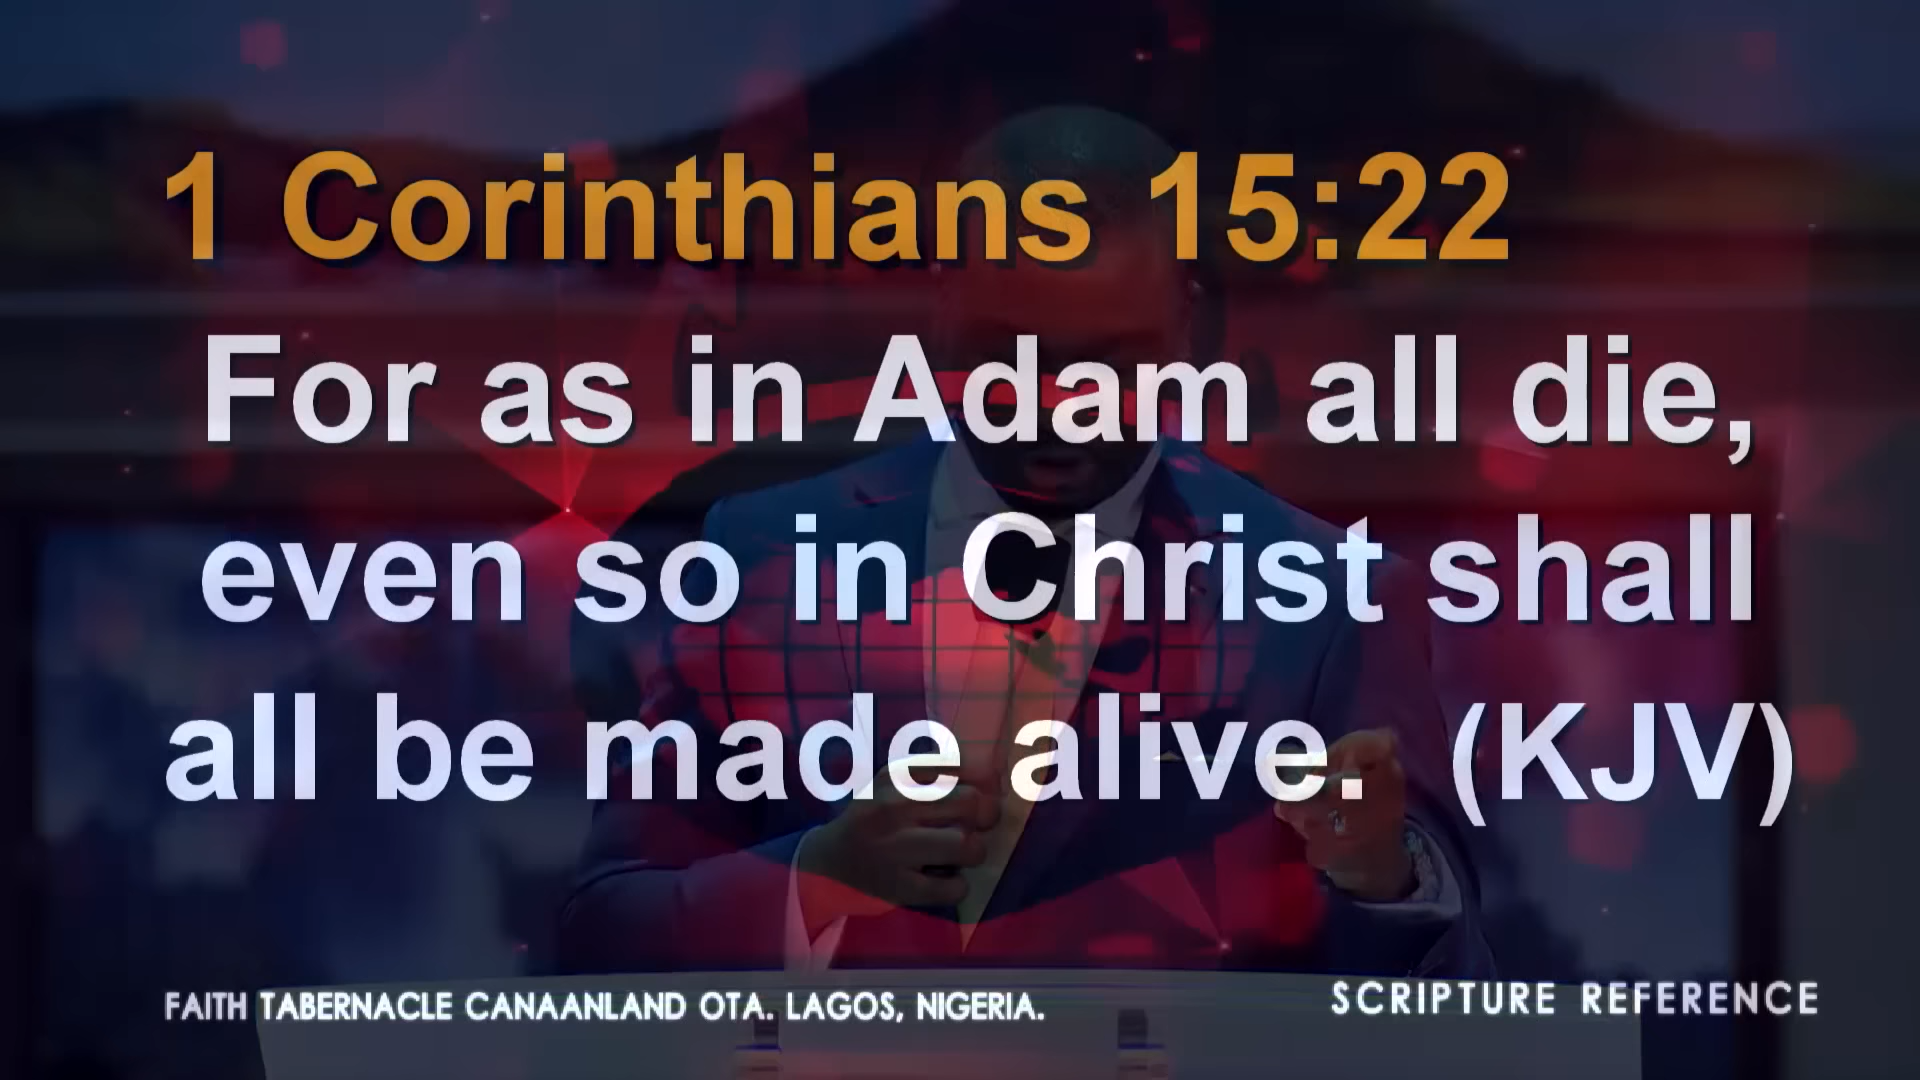 1 Corinthians 15:22
For as in Adam all die,
even so in Christ shall
all be made alive. (KJV)
FAITH TABERNACLE CANAANLAND OTA. LAGOS, NIGERIA.
SCRIPTURE REFERENCE